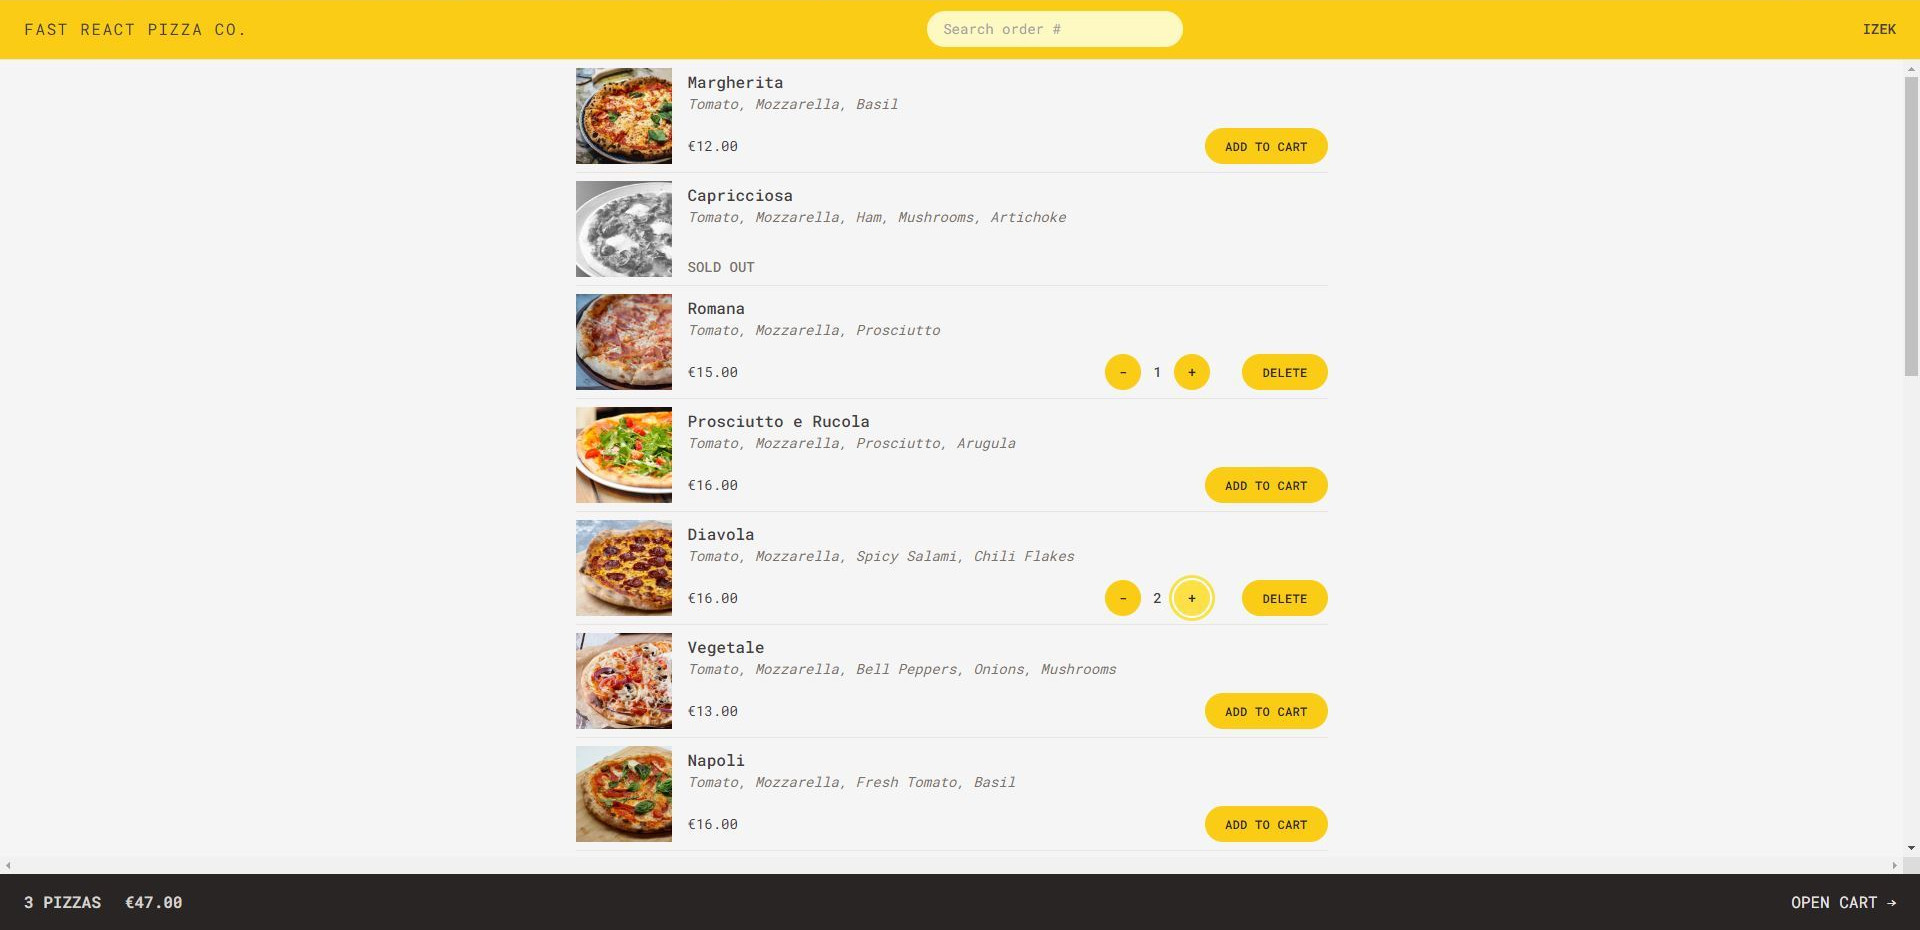 FAST REACT PIZZA CO.
Search order #
IZEK
Margherita
Tomato, Mozzarella, Basil
€12.00
ADD TO CART
Capricciosa
Tomato, Mozzarella, Ham, Mushrooms, Artichoke
SOLD OUT
Romana
Tomato, Mozzarella, Prosciutto
€15.00
- 1 +
DELETE
Prosciutto e Rucola
Tomato, Mozzarella, Prosciutto, Arugula
€16.00
ADD TO CART
Diavola
Tomato, Mozzarella, Spicy Salami, Chili Flakes
€16.00
- 2 +
DELETE
Vegetale
Tomato, Mozzarella, Bell Peppers, Onions, Mushrooms
€13.00
ADD TO CART
Napoli
Tomato, Mozzarella, Fresh Tomato, Basil
€16.00
ADD TO CART
3 PIZZAS €47.00
OPEN CART →